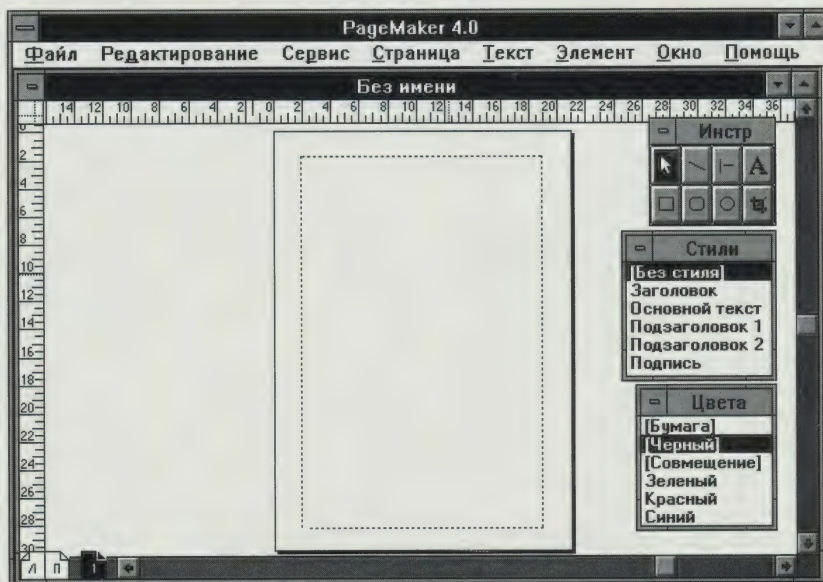 PageMaker 4.0
Файл Редактирование Сервис Страница Текст Элемент Окно Помощь
Без имени
14 12 10 8 6 4 2 0 2 4 6 8 10 12 14 16 18 20 22 24 26 28 30 32 34 36
0
2
4
6
8
10
12
14
16
18
20
22
24
26
28
30
Инстр
A
Стили
[Без стиля]
Заголовок
Основной текст
Подзаголовок 1
Подзаголовок 2
Подпись
Цвета
[Бумага]
[Черный]
[Совмещение]
Зеленый
Красный
Синий
Л П 1